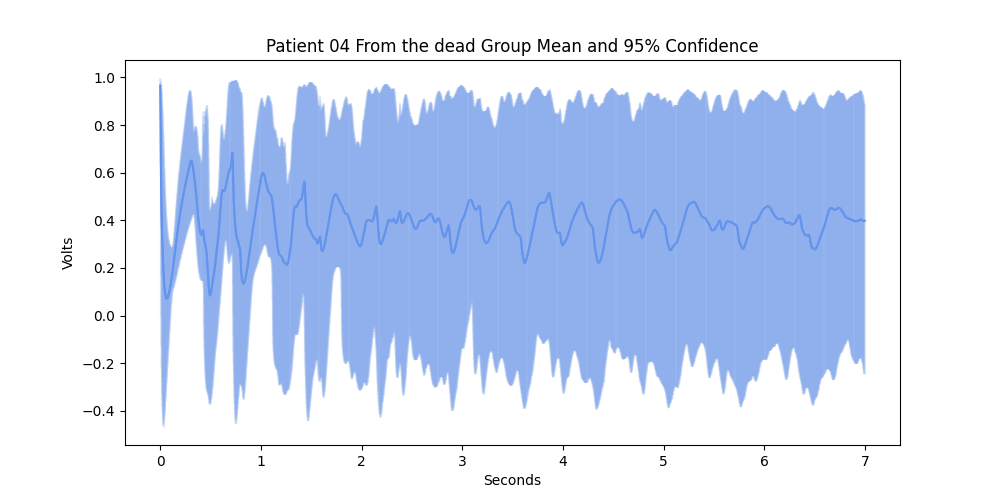 Patient 04 From the dead Group Mean and 95% Confidence
1.0
0.8
0.6
0.4
0.2
0.0
−0.2
−0.4
Volts
0 1 2 3 4 5 6 7
Seconds